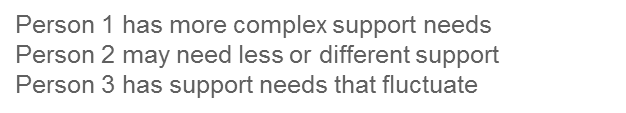 Person 1 has more complex support needs
Person 2 may need less or different support
Person 3 has support needs that fluctuate